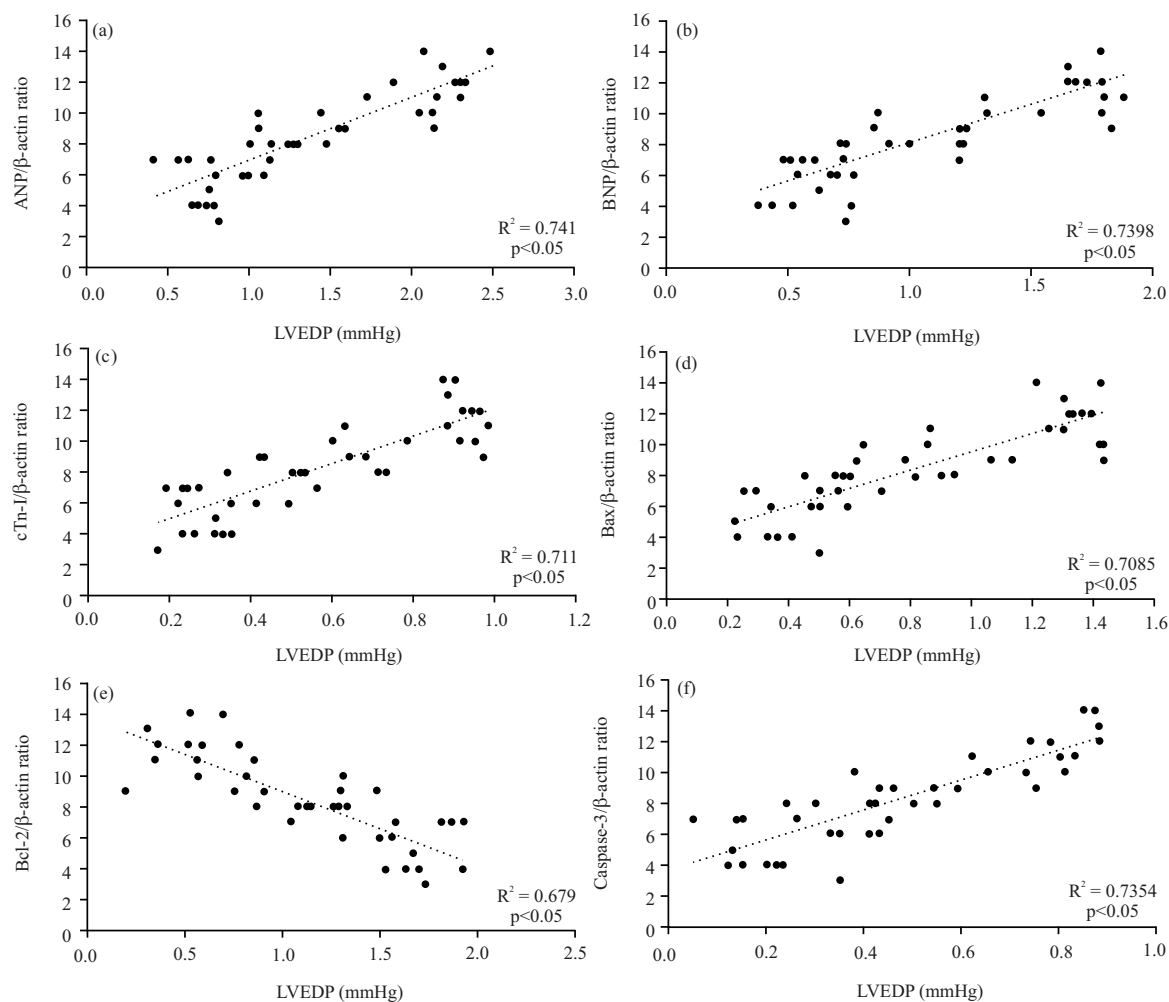 (a)
16
14
12
10
8
6
4
2
0
ANP/β-actin ratio
R² = 0.741
p<0.05
0.0 0.5 1.0 1.5 2.0 2.5 3.0
LVEDP (mmHg)
(b)
16
14
12
10
8
6
4
2
0
BNP/β-actin ratio
R² = 0.7398
p<0.05
0.0 0.5 1.0 1.5 2.0
LVEDP (mmHg)
(c)
16
14
12
10
8
6
4
2
0
cTn-I/β-actin ratio
R² = 0.711
p<0.05
0.0 0.2 0.4 0.6 0.8 1.0 1.2
LVEDP (mmHg)
(d)
16
14
12
10
8
6
4
2
0
Bax/β-actin ratio
R² = 0.7085
p<0.05
0.0 0.2 0.4 0.6 0.8 1.0 1.2 1.4 1.6
LVEDP (mmHg)
(e)
16
14
12
10
8
6
4
2
0
Bcl-2/β-actin ratio
R² = 0.679
p<0.05
0.0 0.5 1.0 1.5 2.0 2.5
LVEDP (mmHg)
(f)
16
14
12
10
8
6
4
2
0
Caspase-3/β-actin ratio
R² = 0.7354
p<0.05
0.0 0.2 0.4 0.6 0.8 1.0
LVEDP (mmHg)